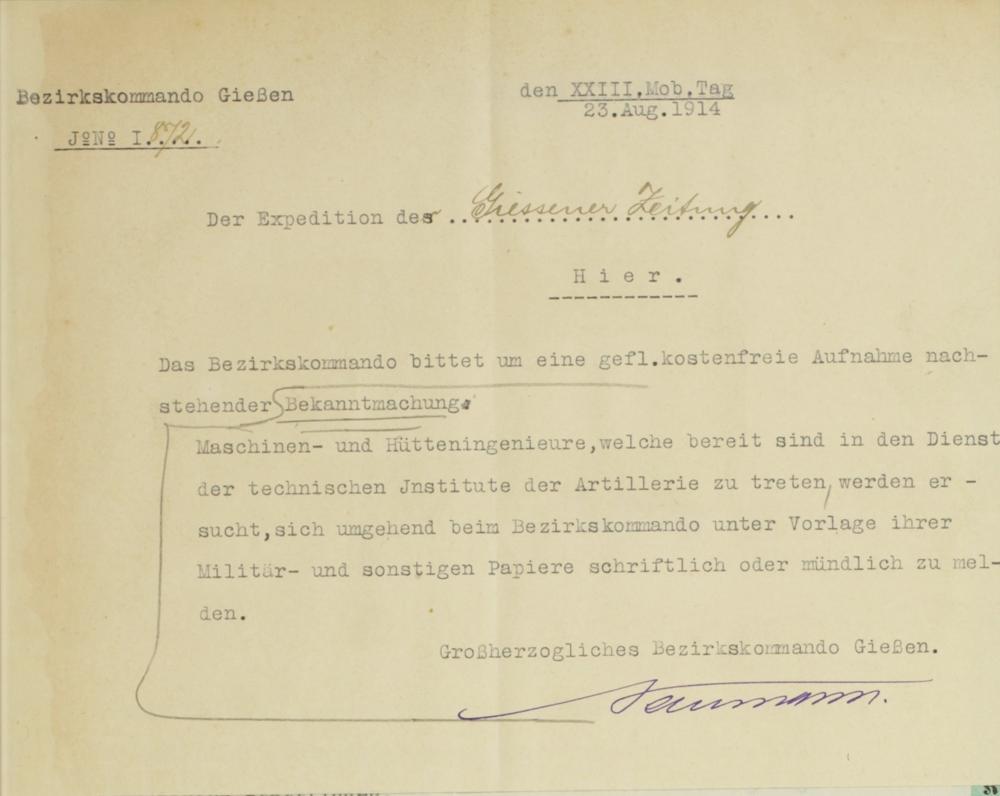 Bezirkskommando Gießen
den XXIII.Mob.Tag
23.Aug.1914
JoNo I.872.
Der Expedition der Giessener Zeitung
Hier.
Das Bezirkskommando bittet um eine gefl.kostenfreie Aufnahme nach-
stehender Bekanntmachung.
Maschinen- und Hütteningenieure,welche bereit sind in den Dienst
der technischen Jnstitute der Artillerie zu treten, werden er -
sucht,sich umgehend beim Bezirkskommando unter Vorlage ihrer
Militär- und sonstigen Papiere schriftlich oder mündlich zu mel-
den.
Großherzogliches Bezirkskommando Gießen.
Naumann.